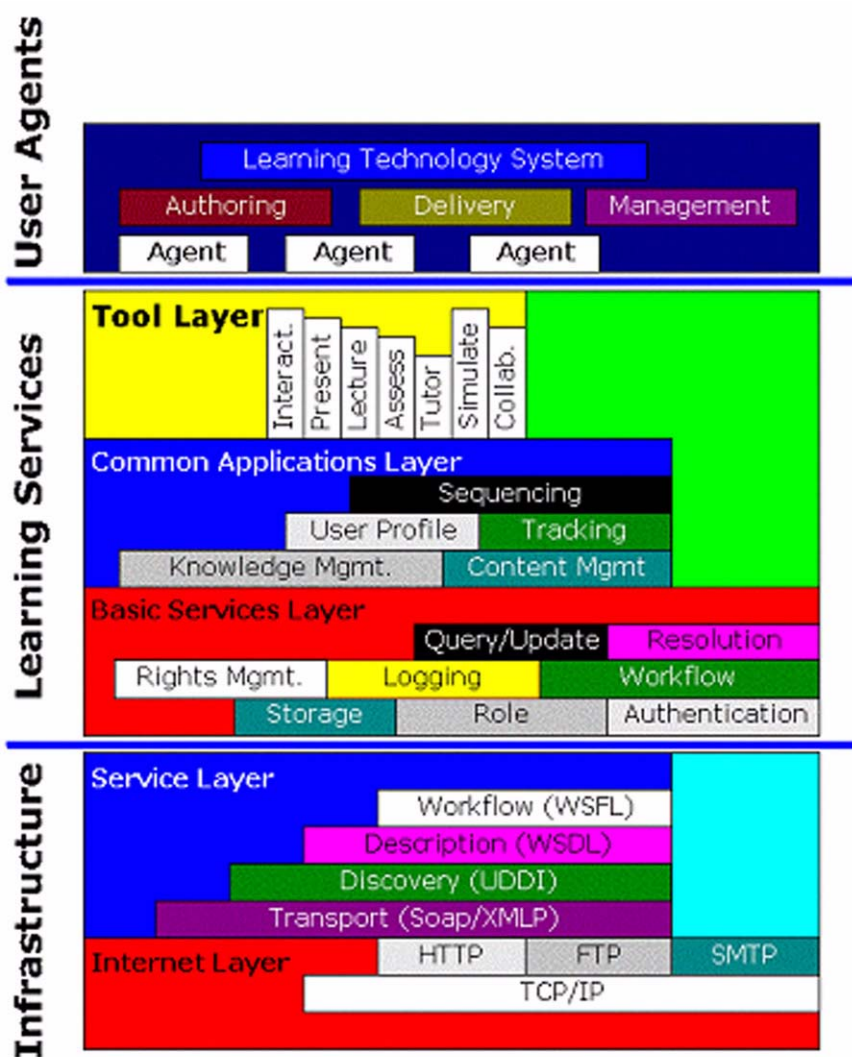 User Agents
Learning Technology System
Authoring Delivery Management
Agent Agent Agent
Learning Services
Tool Layer
Interact.
Present
Lecture
Assess
Tutor
Simulate
Collab.
Common Applications Layer
Sequencing
User Profile Tracking
Knowledge Mgmt. Content Mgmt
Basic Services Layer
Query/Update Resolution
Rights Mgmt. Logging Workflow
Storage Role Authentication
Infrastructure
Service Layer
Workflow (WSFL)
Description (WSDL)
Discovery (UDDI)
Transport (Soap/XMLP)
Internet Layer HTTP FTP SMTP
TCP/IP